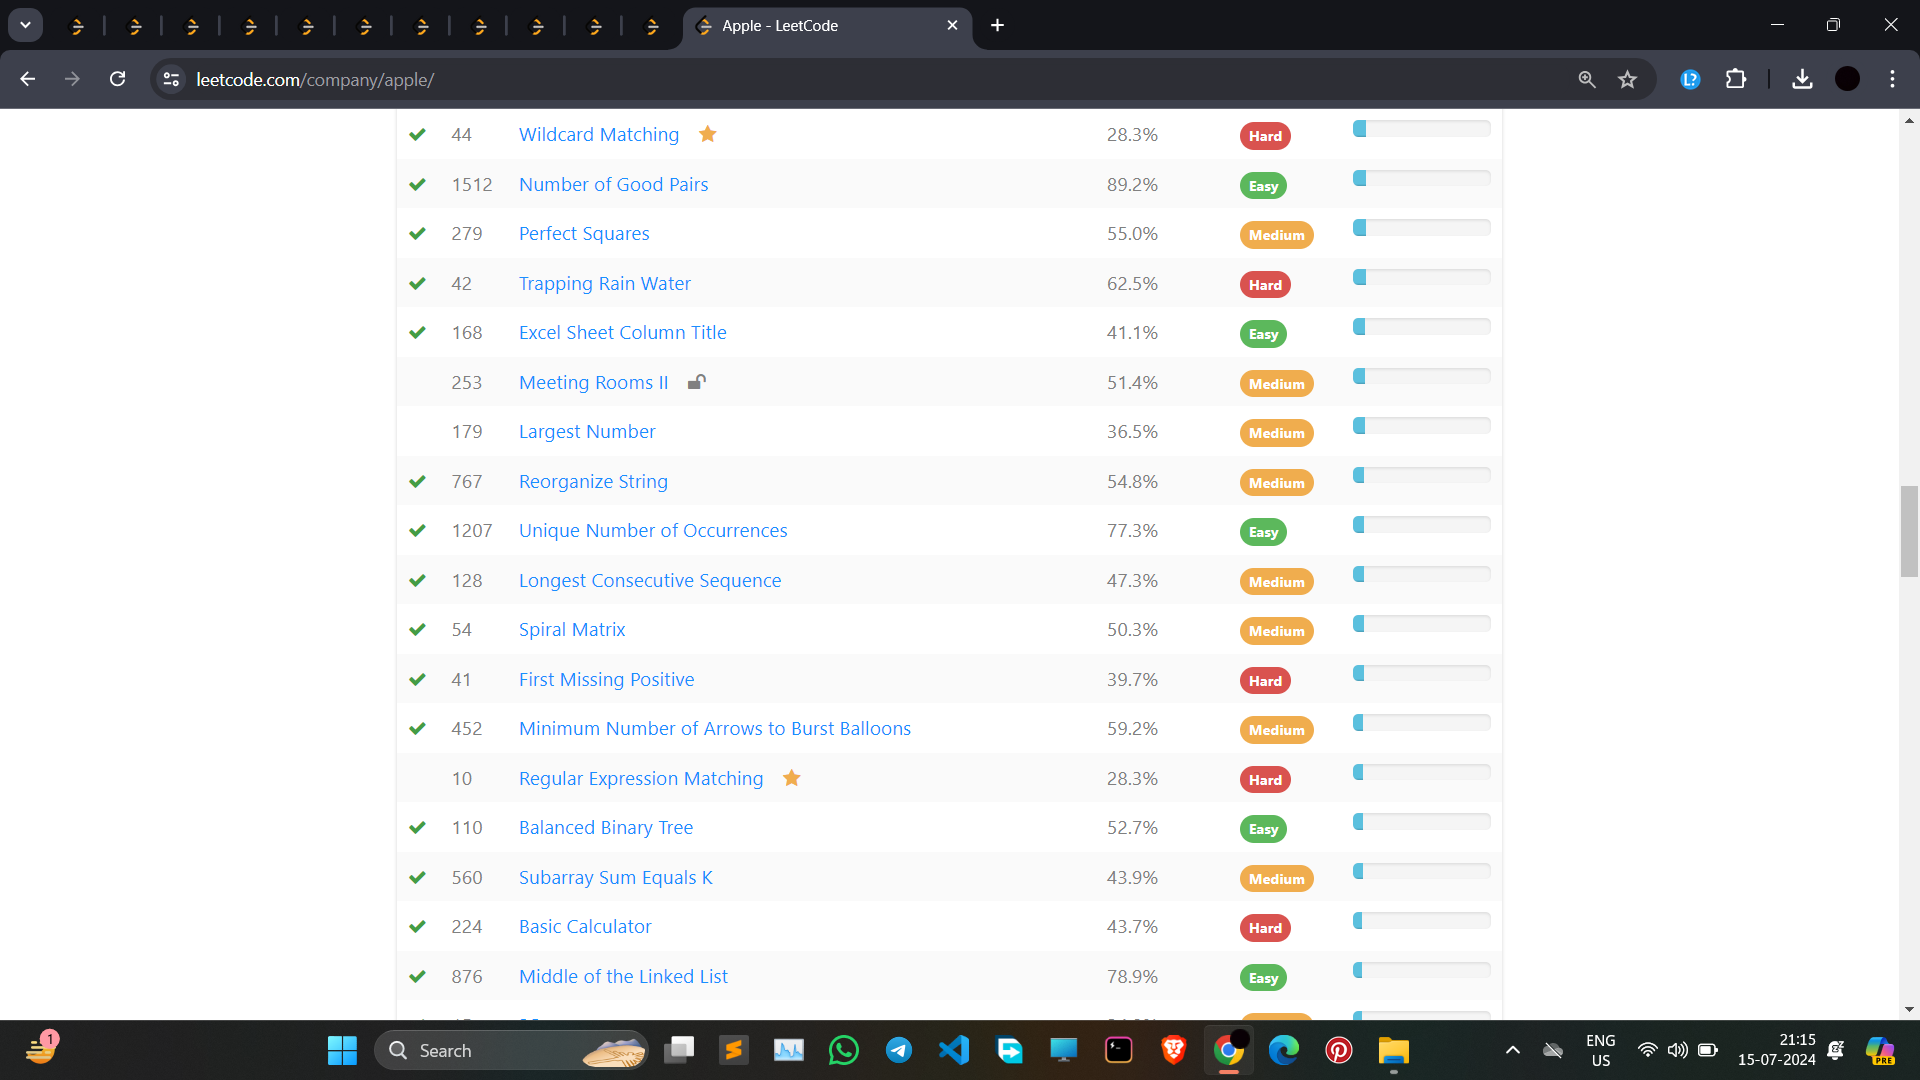 Apple - LeetCode
leetcode.com/company/apple/
44 Wildcard Matching 28.3% Hard
1512 Number of Good Pairs 89.2% Easy
279 Perfect Squares 55.0% Medium
42 Trapping Rain Water 62.5% Hard
168 Excel Sheet Column Title 41.1% Easy
253 Meeting Rooms II 51.4% Medium
179 Largest Number 36.5% Medium
767 Reorganize String 54.8% Medium
1207 Unique Number of Occurrences 77.3% Easy
128 Longest Consecutive Sequence 47.3% Medium
54 Spiral Matrix 50.3% Medium
41 First Missing Positive 39.7% Hard
452 Minimum Number of Arrows to Burst Balloons 59.2% Medium
10 Regular Expression Matching 28.3% Hard
110 Balanced Binary Tree 52.7% Easy
560 Subarray Sum Equals K 43.9% Medium
224 Basic Calculator 43.7% Hard
876 Middle of the Linked List 78.9% Easy
1
Search
ENG
US
21:15
15-07-2024
PRE